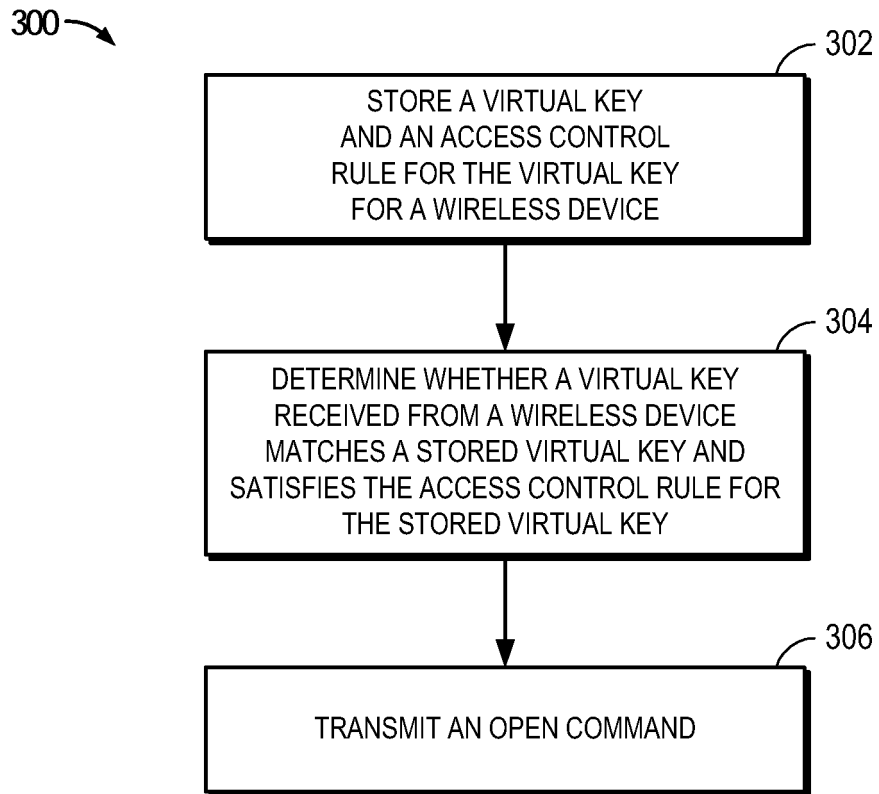 300
302
STORE A VIRTUAL KEY
AND AN ACCESS CONTROL
RULE FOR THE VIRTUAL KEY
FOR A WIRELESS DEVICE
304
DETERMINE WHETHER A VIRTUAL KEY
RECEIVED FROM A WIRELESS DEVICE
MATCHES A STORED VIRTUAL KEY AND
SATISFIES THE ACCESS CONTROL RULE FOR
THE STORED VIRTUAL KEY
306
TRANSMIT AN OPEN COMMAND